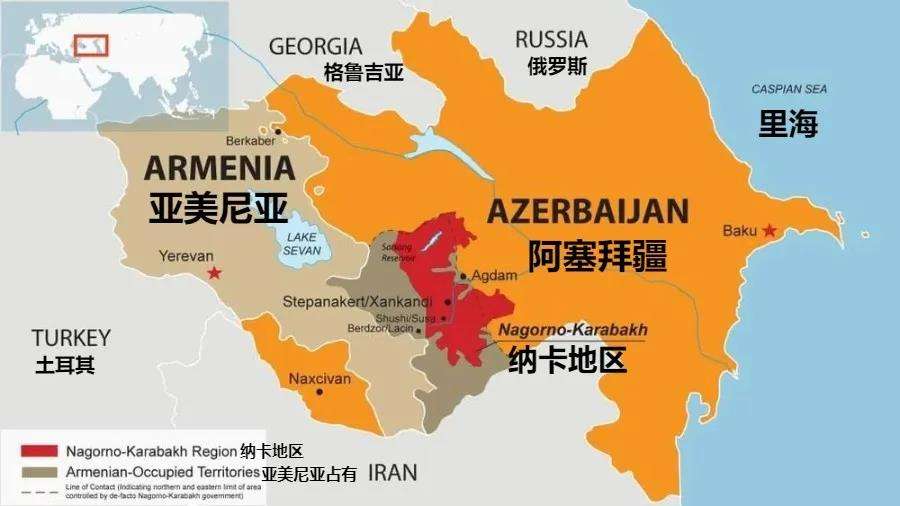 GEORGIA
格鲁吉亚
RUSSIA
俄罗斯
CASPIAN SEA
里海
Berkaber
ARMENIA
亚美尼亚
AZERBAIJAN
阿塞拜疆
Baku
LAKE
SEVAN
Yerevan
Sarsang
Reservoir
Agdam
Stepanakert/Xankandi
Shushi/Susa
Berdzor/Lacin
Nagorno-Karabakh
纳卡地区
TURKEY
土耳其
Naxcivan
IRAN
Nagorno-Karabakh Region 纳卡地区
Armenian-Occupied Territories 亚美尼亚占有
Line of Contact (Indicating northern and eastern limit of area
controlled by de-facto Nagorno-Karabakh government)